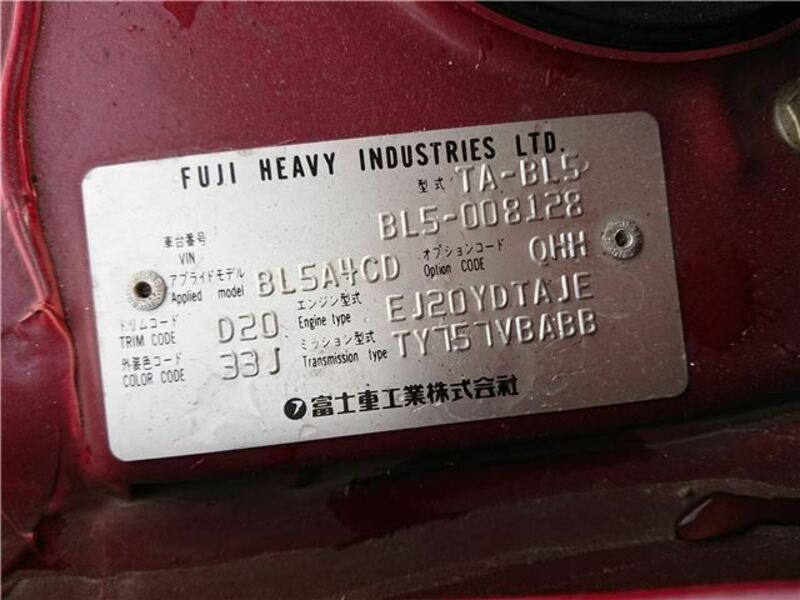 FUJI HEAVY INDUSTRIES LTD.
型式 TA-BL5
車台番号 VIN BL5-008128
アプライドモデル Applied model BL5A4CD オプションコード Option CODE QHH
トリムコード TRIM CODE D20 エンジン型式 Engine type EJ20YDTAJE
外装色コード COLOR CODE 33J ミッション型式 Transmission type TY757VBABB
富士重工業株式会社